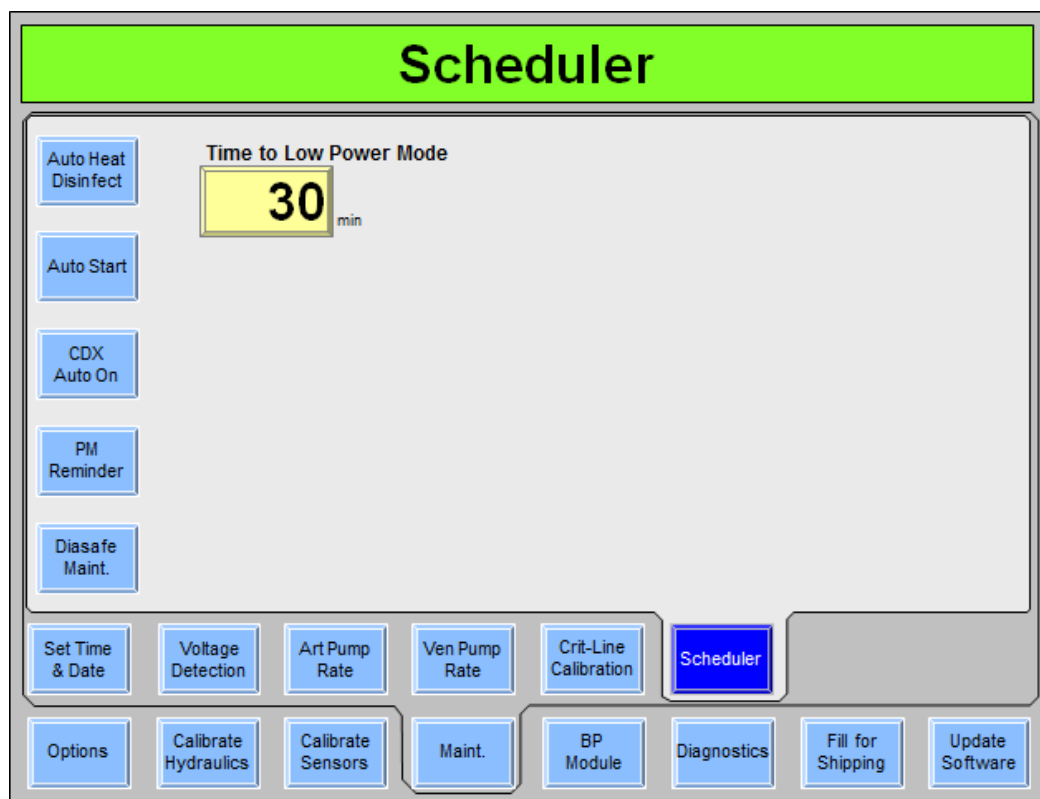 Scheduler
Auto Heat
Disinfect
Time to Low Power Mode
30 min
Auto Start
CDX
Auto On
PM
Reminder
Diasafe
Maint.
Set Time
& Date
Voltage
Detection
Art Pump
Rate
Ven Pump
Rate
Crit-Line
Calibration
Scheduler
Options
Calibrate
Hydraulics
Calibrate
Sensors
Maint.
BP
Module
Diagnostics
Fill for
Shipping
Update
Software